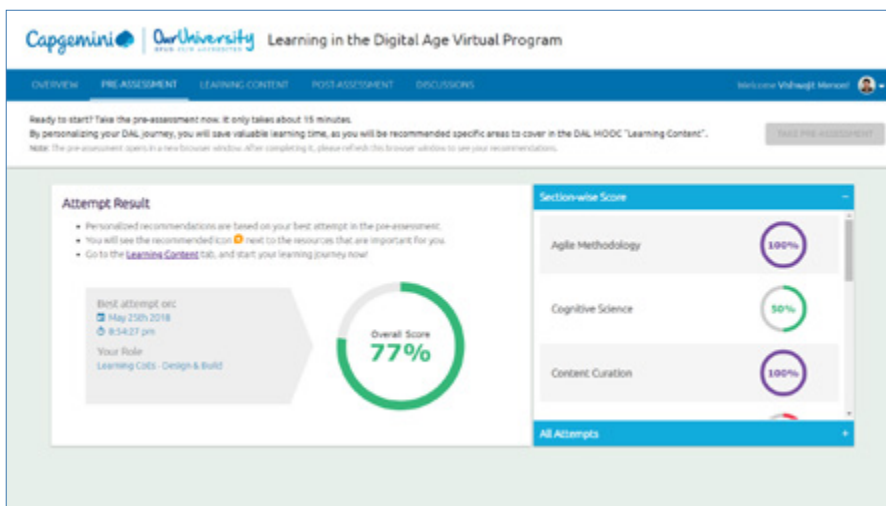 Capgemini OurUniversity Learning in the Digital Age Virtual Program
OVERVIEW PRE-ASSESSMENT LEARNING CONTENT POST-ASSESSMENT DISCUSSIONS Welcome Vishwajit Menon!
Ready to start? Take the pre-assessment now. It only takes about 15 minutes.
By personalizing your DAL journey, you will save valuable learning time, as you will be recommended specific areas to cover in the DAL MOOC "Learning Content".
TAKE PRE-ASSESSMENT
Note: The pre-assessment opens in a new browser window. After completing it, please refresh this browser window to see your recommendations.
Attempt Result
Personalized recommendations are based on your best attempt in the pre-assessment.
You will see the recommended icon next to the resources that are important for you.
Go to the Learning Content tab, and start your learning journey now!
Best attempt on:
May 25th 2018
8:54:27 pm
Your Role
Learning CoEs - Design & Build
Overall Score
77%
Section-wise Score
Agile Methodology 100%
Cognitive Science 50%
Content Curation 100%
All Attempts